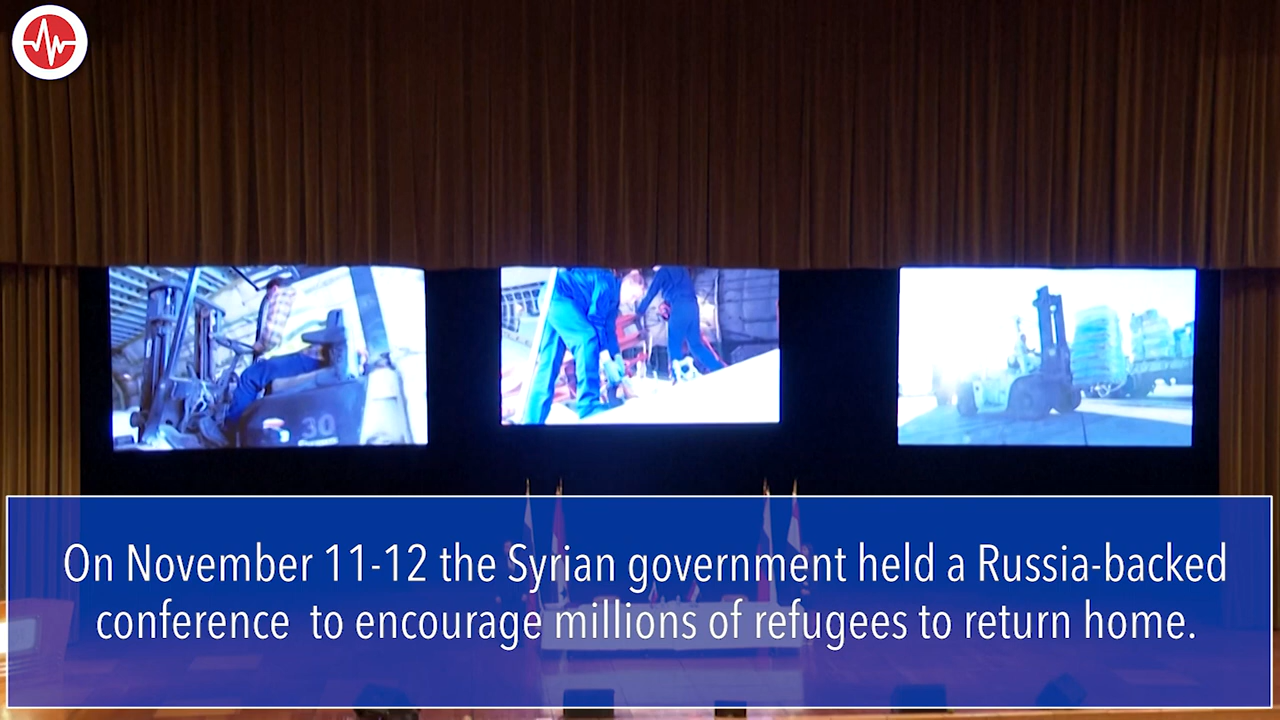 30
On November 11-12 the Syrian government held a Russia-backed
conference  to encourage millions of refugees to return home.